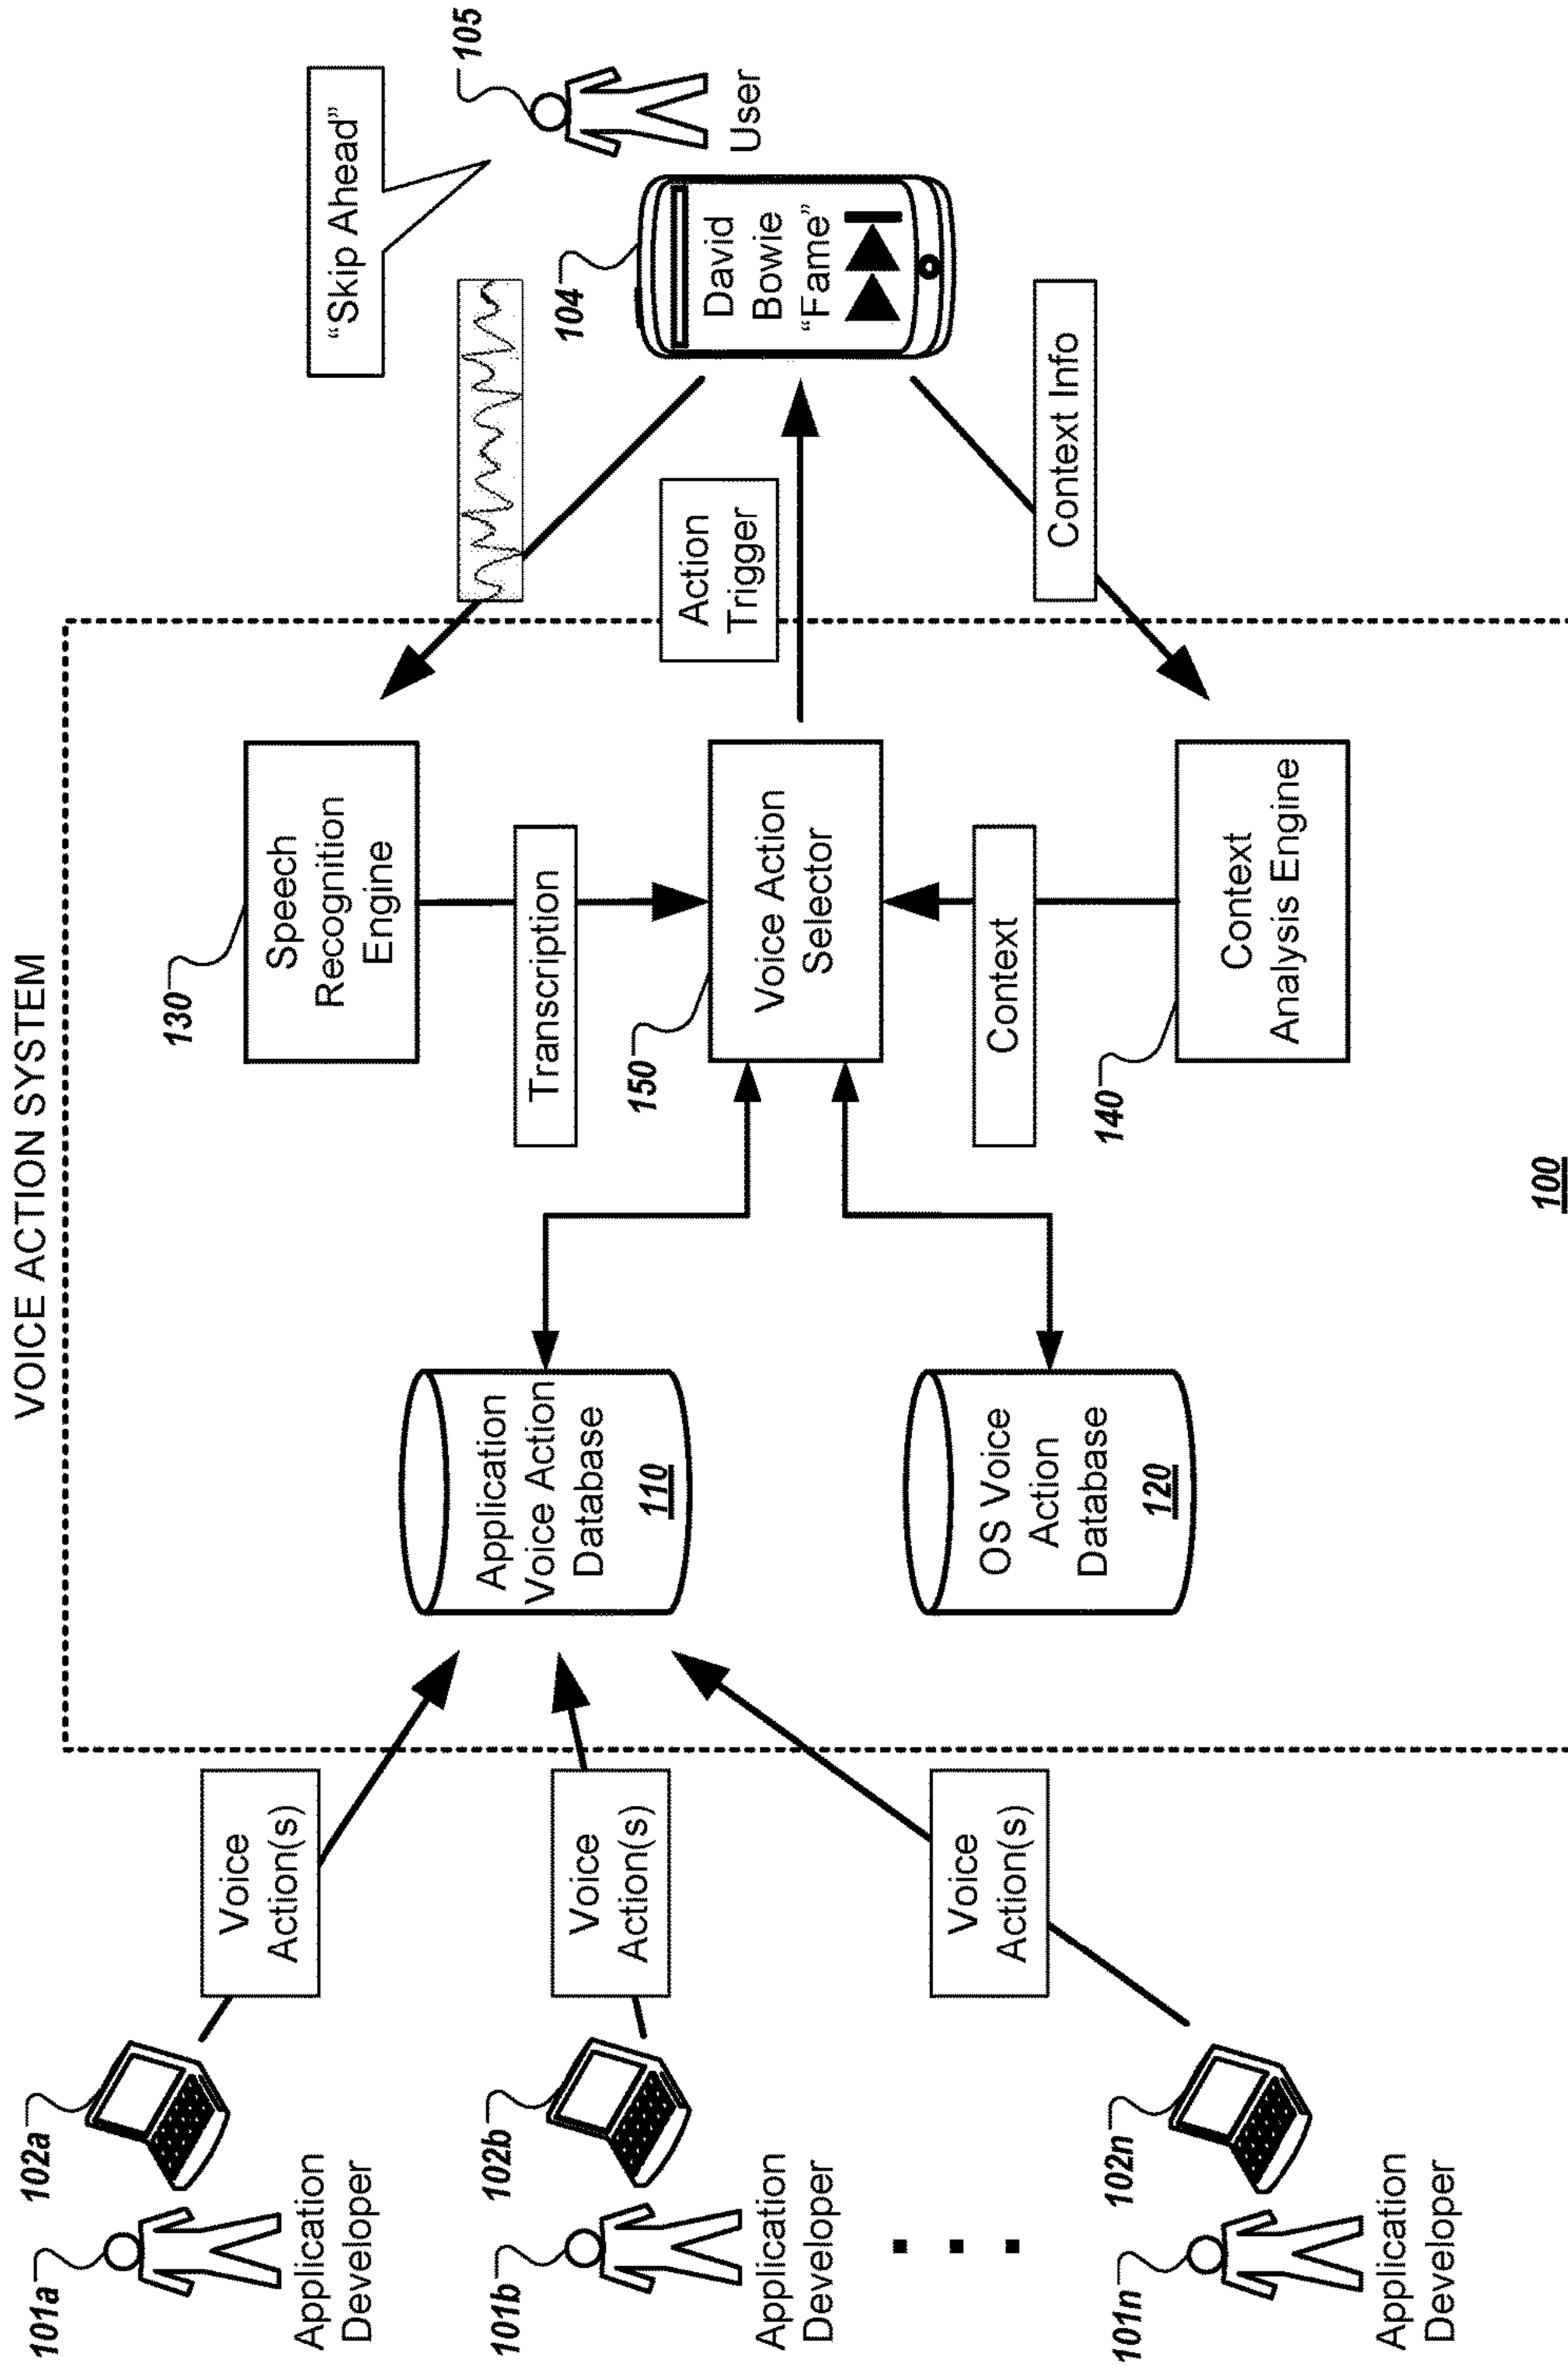 VOICE ACTION SYSTEM
101a
102a
Application
Developer
Voice
Action(s)
101b
102b
Application
Developer
Voice
Action(s)
101n
102n
Application
Developer
Voice
Action(s)
Application
Voice Action
Database
110
OS Voice
Action
Database
120
130
Speech
Recognition
Engine
Transcription
150
Voice Action
Selector
Context
140
Context
Analysis Engine
100
Action
Trigger
Context Info
"Skip Ahead"
104
David
Bowie
“Fame”
105
User